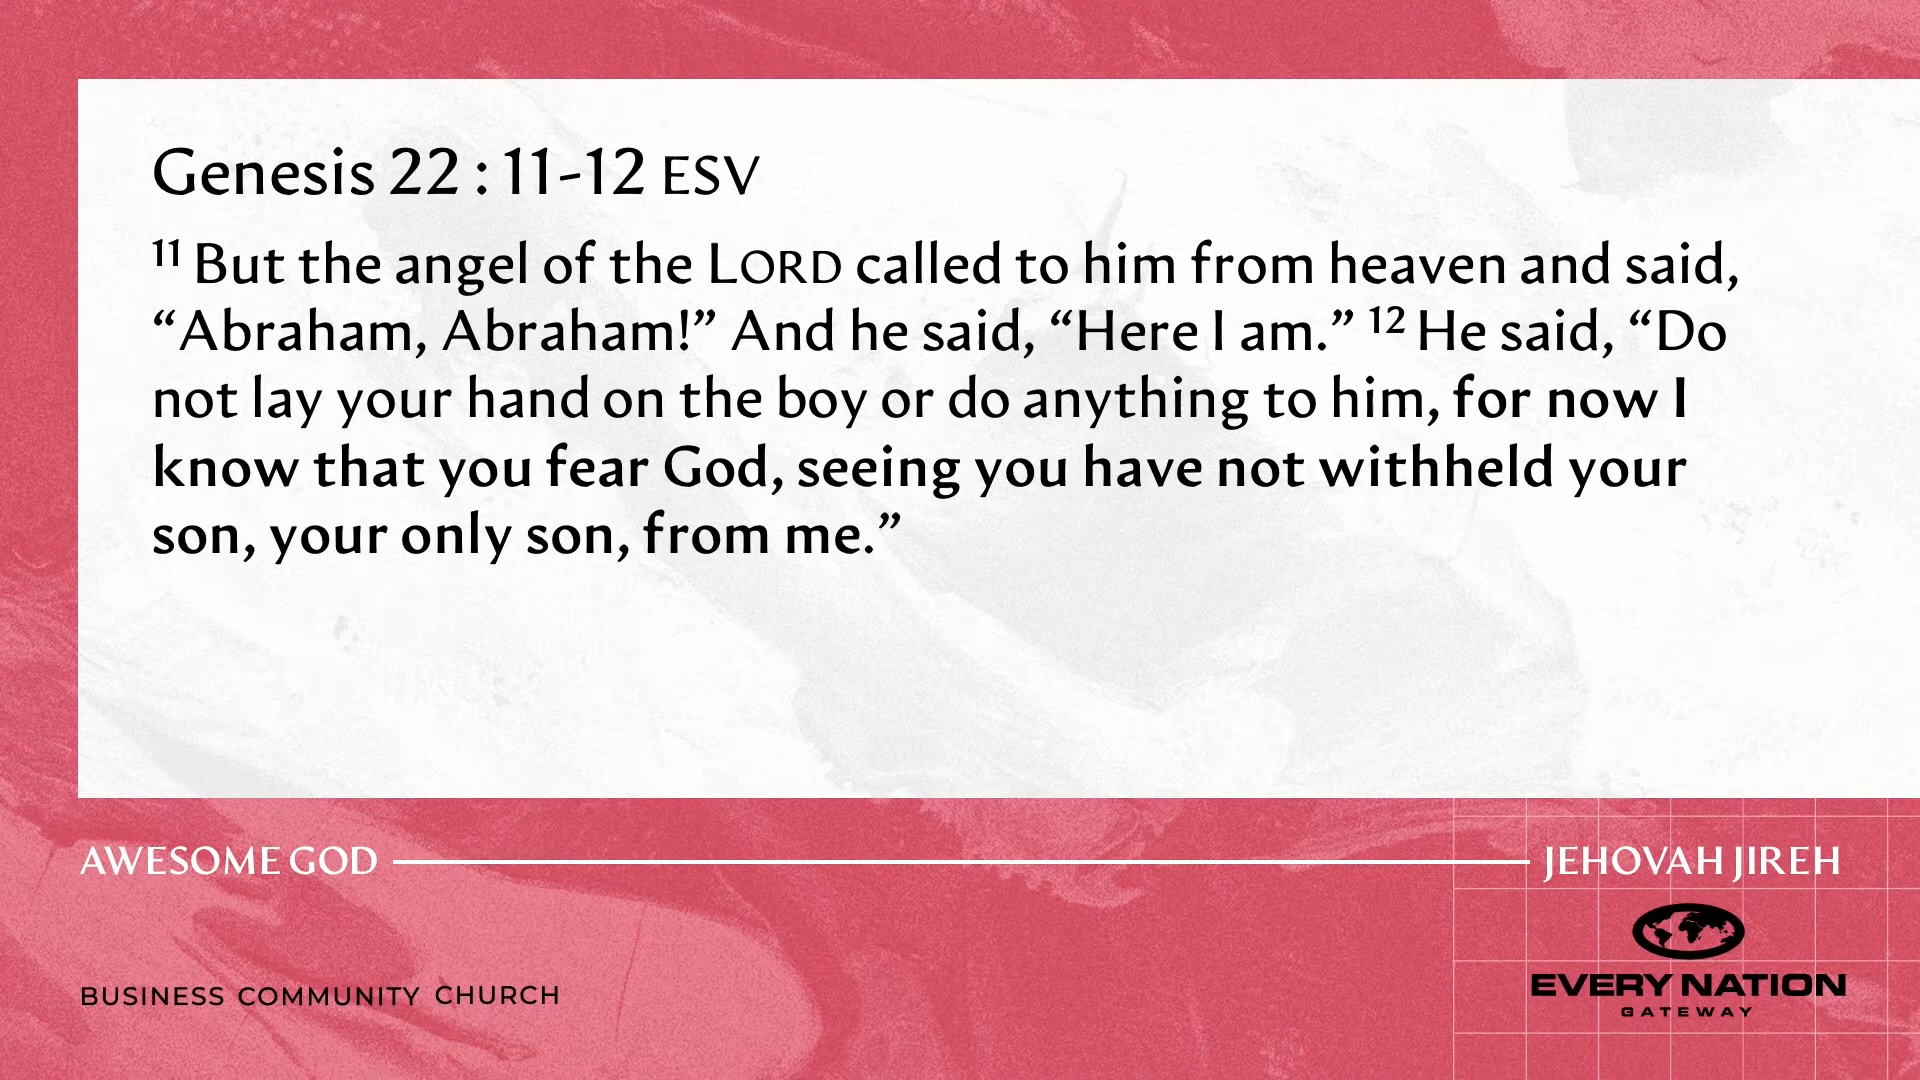 Genesis 22 : 11-12 ESV
11 But the angel of the LORD called to him from heaven and said,
“Abraham, Abraham!” And he said, “Here I am.” 12 He said, “Do
not lay your hand on the boy or do anything to him, for now I
know that you fear God, seeing you have not withheld your
son, your only son, from me.”
AWESOME GOD
JEHOVAH JIREH
BUSINESS COMMUNITY CHURCH
EVERY NATION
GATEWAY